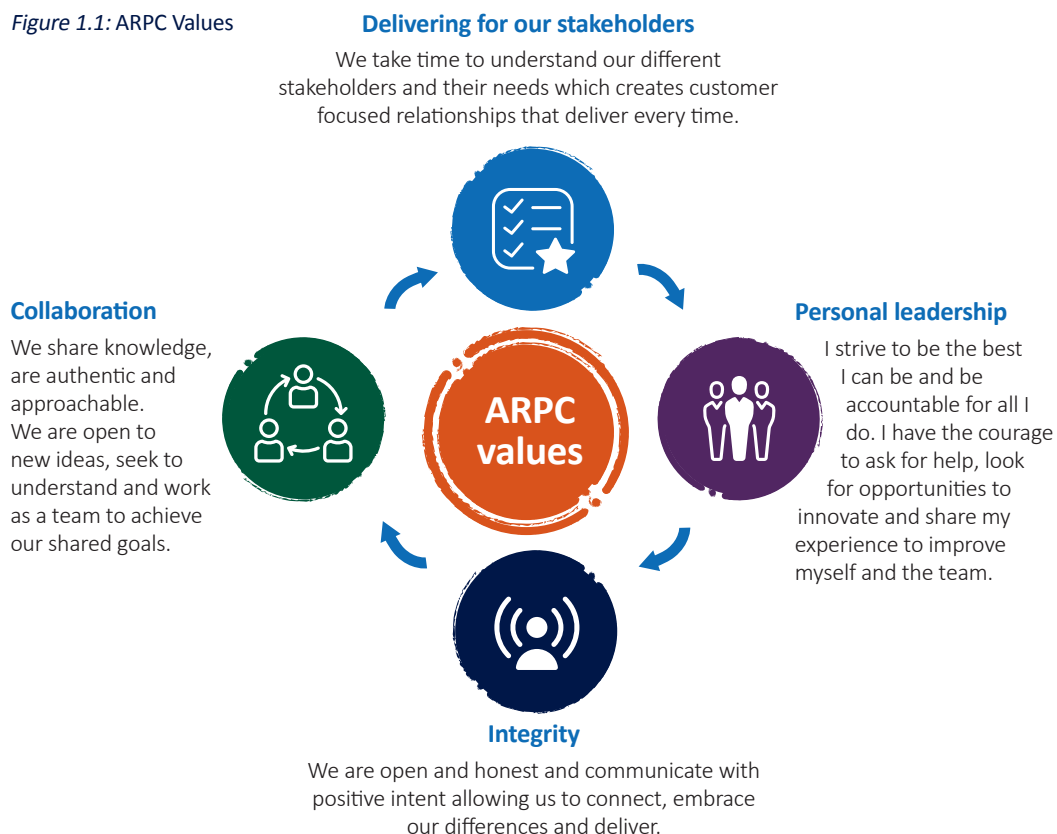 Figure 1.1: ARPC Values
Delivering for our stakeholders
We take time to understand our different
stakeholders and their needs which creates customer
focused relationships that deliver every time.
Collaboration
We share knowledge,
are authentic and
approachable.
We are open to
new ideas, seek to
understand and work
as a team to achieve
our shared goals.
ARPC
values
Personal leadership
I strive to be the best
I can be and be
accountable for all I
do. I have the courage
to ask for help, look
for opportunities to
innovate and share my
experience to improve
myself and the team.
Integrity
We are open and honest and communicate with
positive intent allowing us to connect, embrace
our differences and deliver.